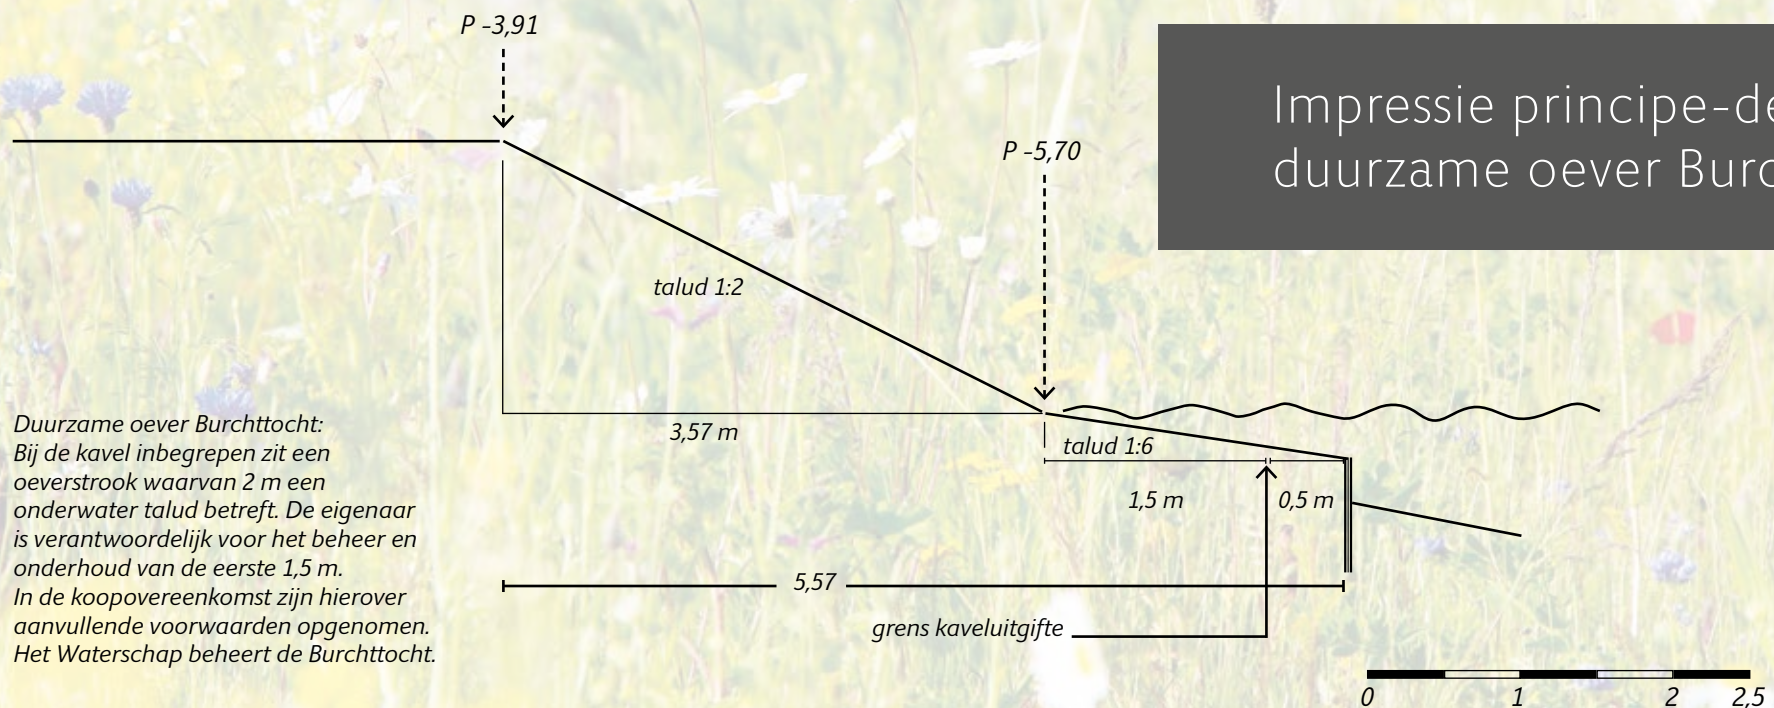 P -3,91
Impressie principe-de
duurzame oever Burc
P -5,70
talud 1:2
3,57 m
talud 1:6
1,5 m
0,5 m
Duurzame oever Burchttocht:
Bij de kavel inbegrepen zit een
oeverstrook waarvan 2 m een
onderwater talud betreft. De eigenaar
is verantwoordelijk voor het beheer en
onderhoud van de eerste 1,5 m.
In de koopovereenkomst zijn hierover
aanvullende voorwaarden opgenomen.
Het Waterschap beheert de Burchttocht.
5,57
grens kaveluitgifte
0 1 2 2,5